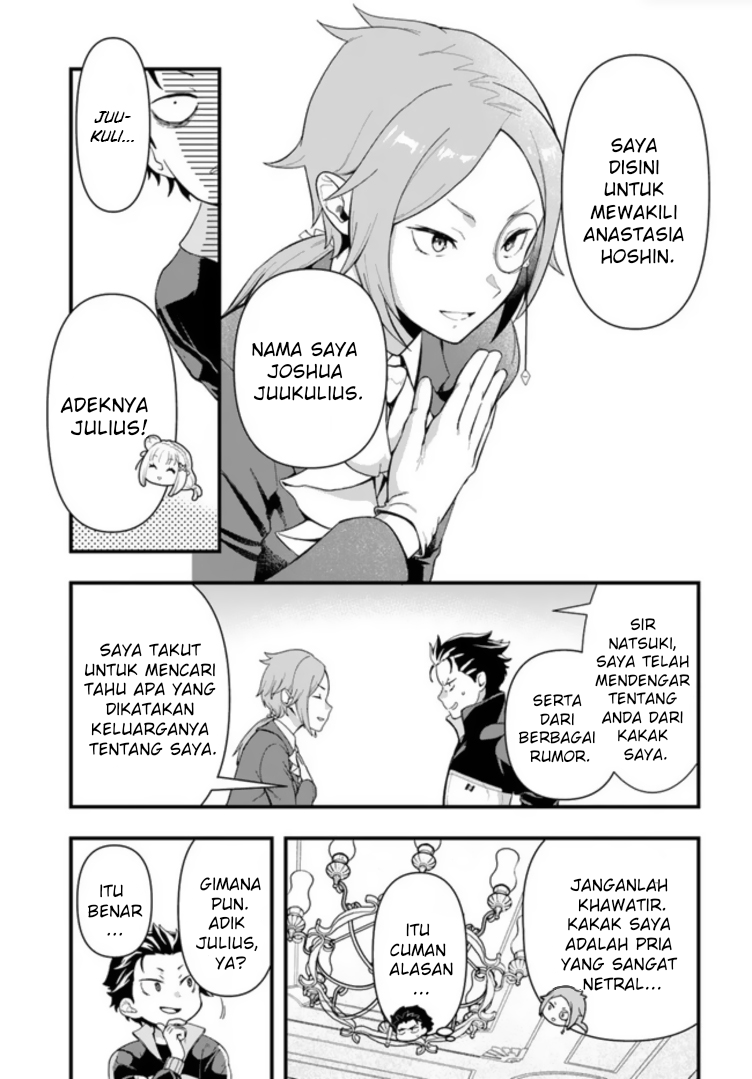 SAYA
DISINI
UNTUK
MEWAKILI
ANASTASIA
HOSHIN.
NAMA SAYA
JOSHUA
JUUKULIUS.
JUU-
KULI...
ADEKNYA
JULIUS!
SIR
NATSUKI,
SAYA TELAH
MENDENGAR
TENTANG
ANDA DARI
KAKAK
SAYA.
SERTA
DARI
BERBAGAI
RUMOR.
SAYA TAKUT
UNTUK MENCARI
TAHU APA YANG
DIKATAKAN
KELUARGANYA
TENTANG SAYA.
JANGANLAH
KHAWATIR.
KAKAK SAYA
ADALAH PRIA
YANG SANGAT
NETRAL...
ITU
CUMAN
ALASAN
...
GIMANA
PUN.
ADIK
JULIUS,
YA?
ITU
BENAR
...